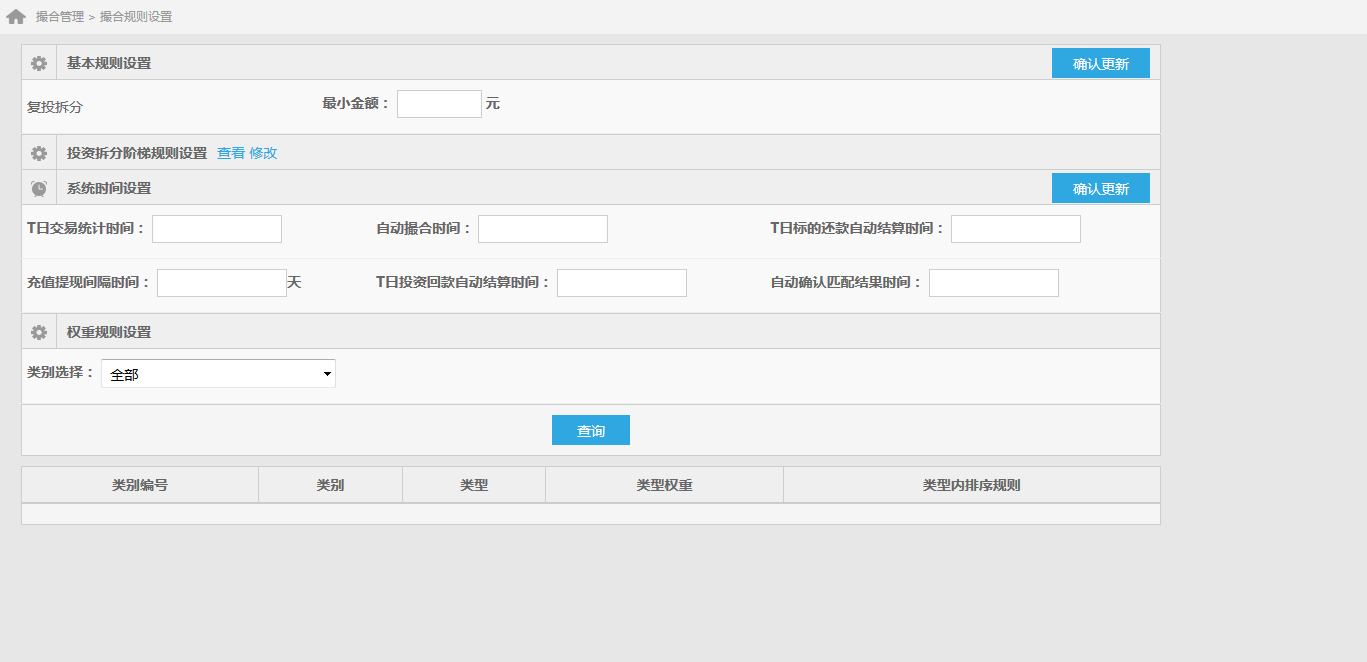 撮合管理 > 撮合规则设置
基本规则设置 确认更新
复投拆分 最小金额： 元
投资拆分阶梯规则设置 查看 修改
系统时间设置 确认更新
T日交易统计时间： 自动撮合时间： T日标的还款自动结算时间：
充值提现间隔时间： 天 T日投资回款自动结算时间： 自动确认匹配结果时间：
权重规则设置
类别选择： 全部
查询
类别编号 类别 类型 类型权重 类型内排序规则